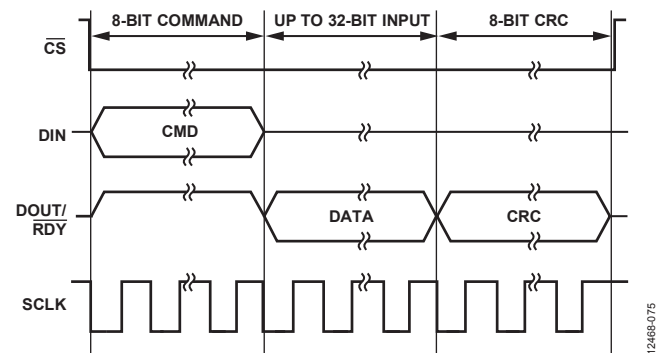 8-BIT COMMAND UP TO 32-BIT INPUT 8-BIT CRC
CS
DIN CMD
DOUT/
RDY DATA CRC
SCLK
12468-075